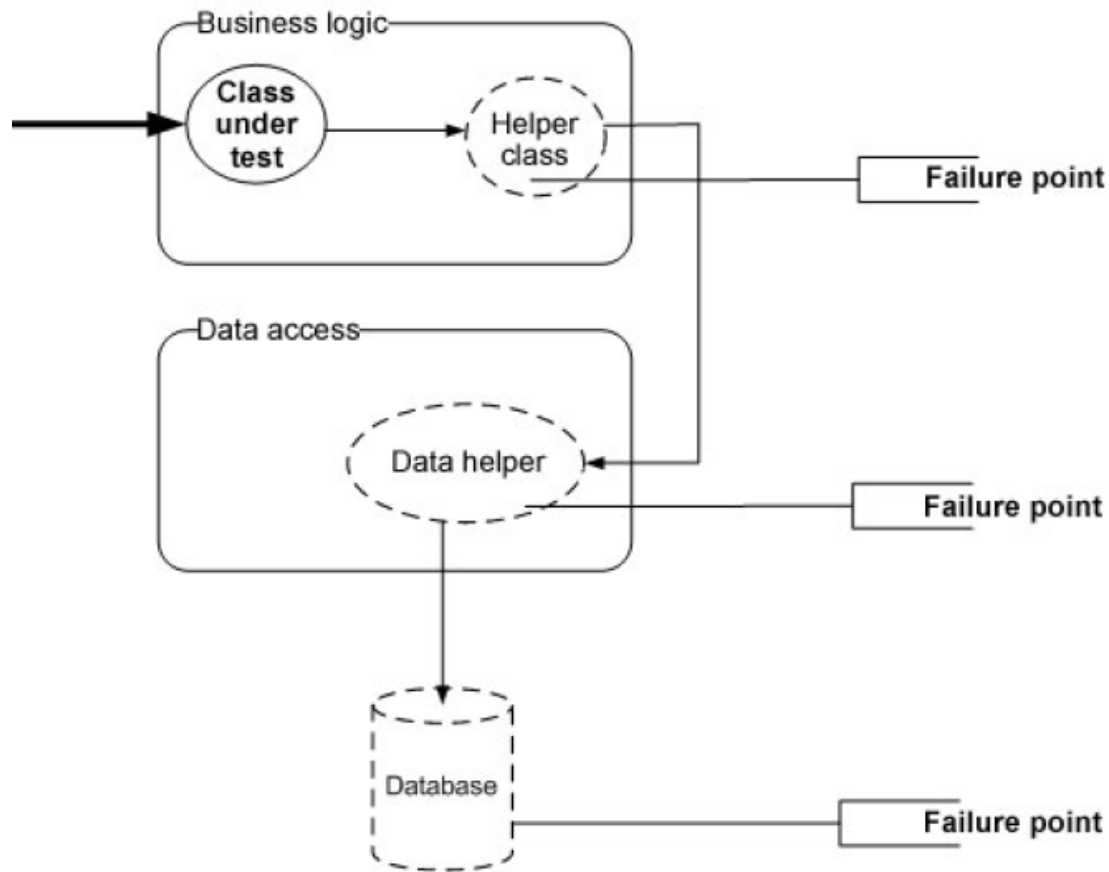 Business logic
Class
under
test
Helper
class
Failure point
Data access
Data helper
Failure point
Database
Failure point